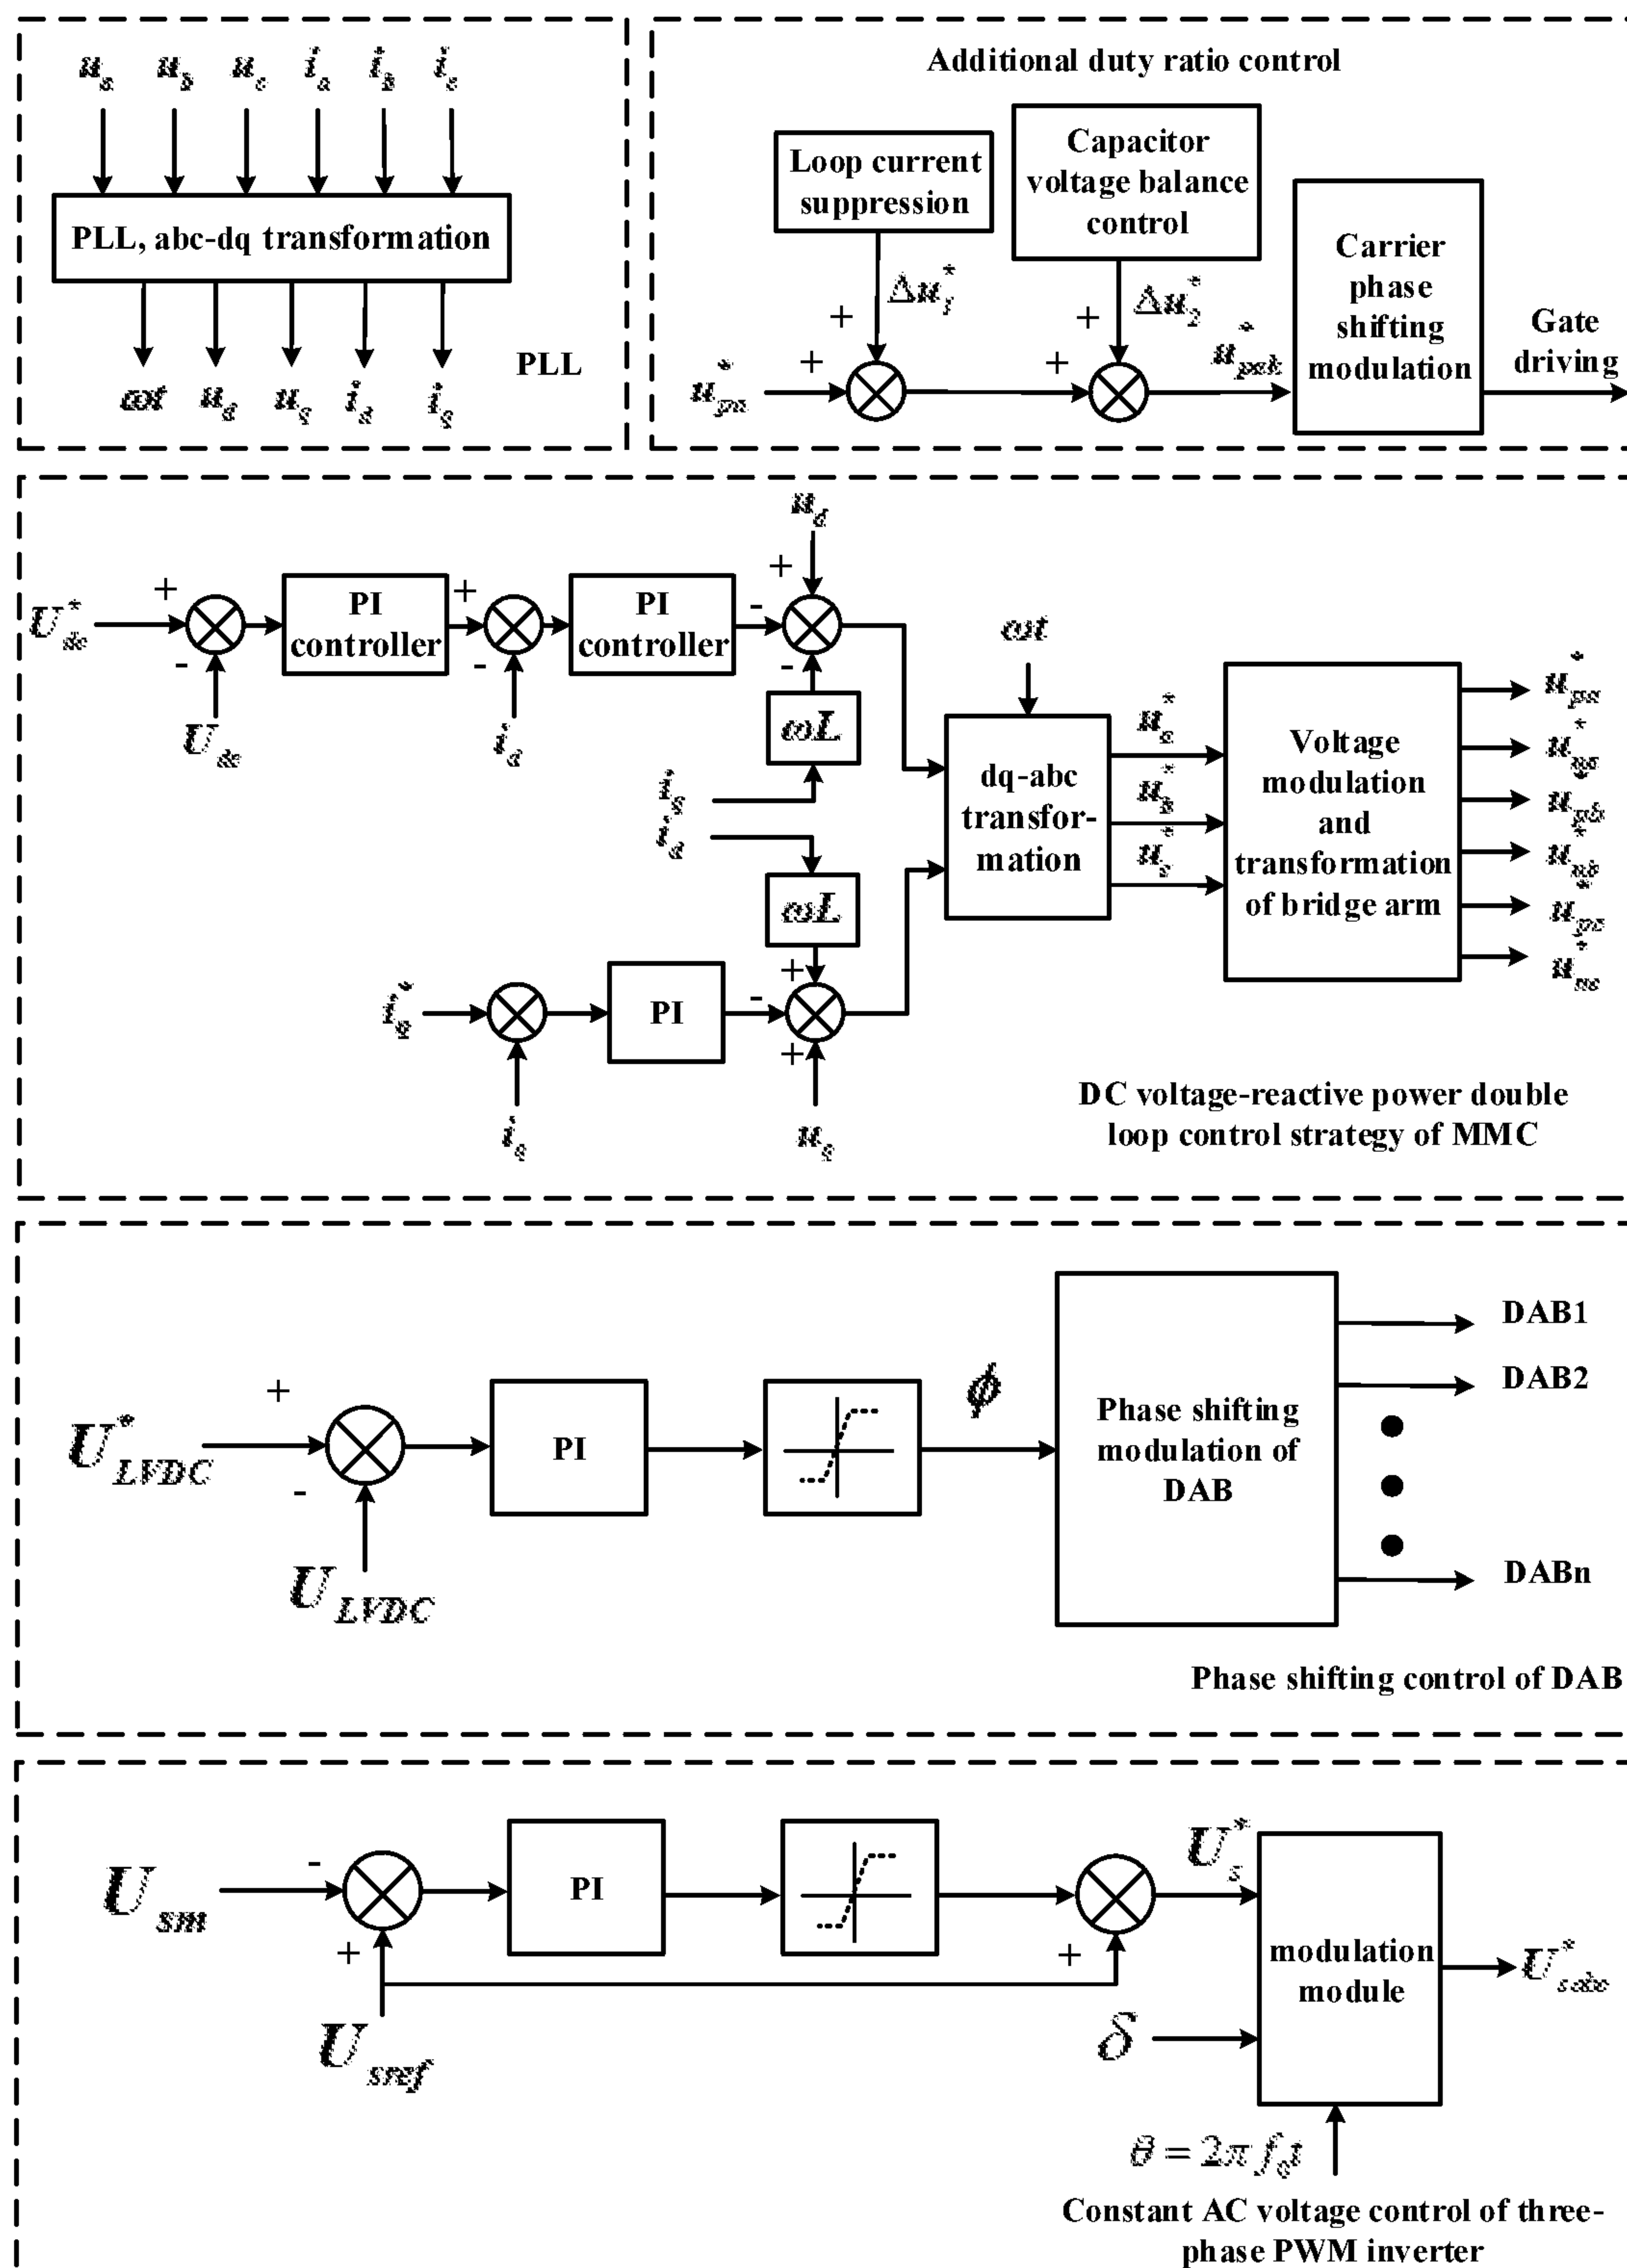 u_a u_b u_c i_a i_b i_c
PLL, abc-dq transformation
ωt u_d u_q i_d i_q
PLL
Additional duty ratio control
Loop current
suppression
Capacitor
voltage balance
control
Carrier
phase
shifting
modulation
Δu_1^*
Δu_2^*
+
+
+
+
u_pa^*
u_pak^*
Gate
driving
u_d
+
+
-
+
-
-
-
U_dc^*
PI
controller
PI
controller
U_dc
i_d
ωL
i_q
i_d
ωL
ωt
dq-abc
transfor-
mation
u_a^*
u_b^*
u_c^*
Voltage
modulation
and
transformation
of bridge arm
u_pa^*
u_na^*
u_pb^*
u_nb^*
u_pc^*
u_nc^*
i_q^*
PI
+
-
+
i_q
u_q
DC voltage-reactive power double
loop control strategy of MMC
U_LVDC^*
+
-
U_LVDC
PI
ϕ
Phase shifting
modulation of
DAB
DAB1
DAB2
DABn
Phase shifting control of DAB
U_sm
-
+
U_sref
PI
+
U_s^*
δ
modulation
module
U_sabc^*
θ = 2π f_0 t
Constant AC voltage control of three-
phase PWM inverter